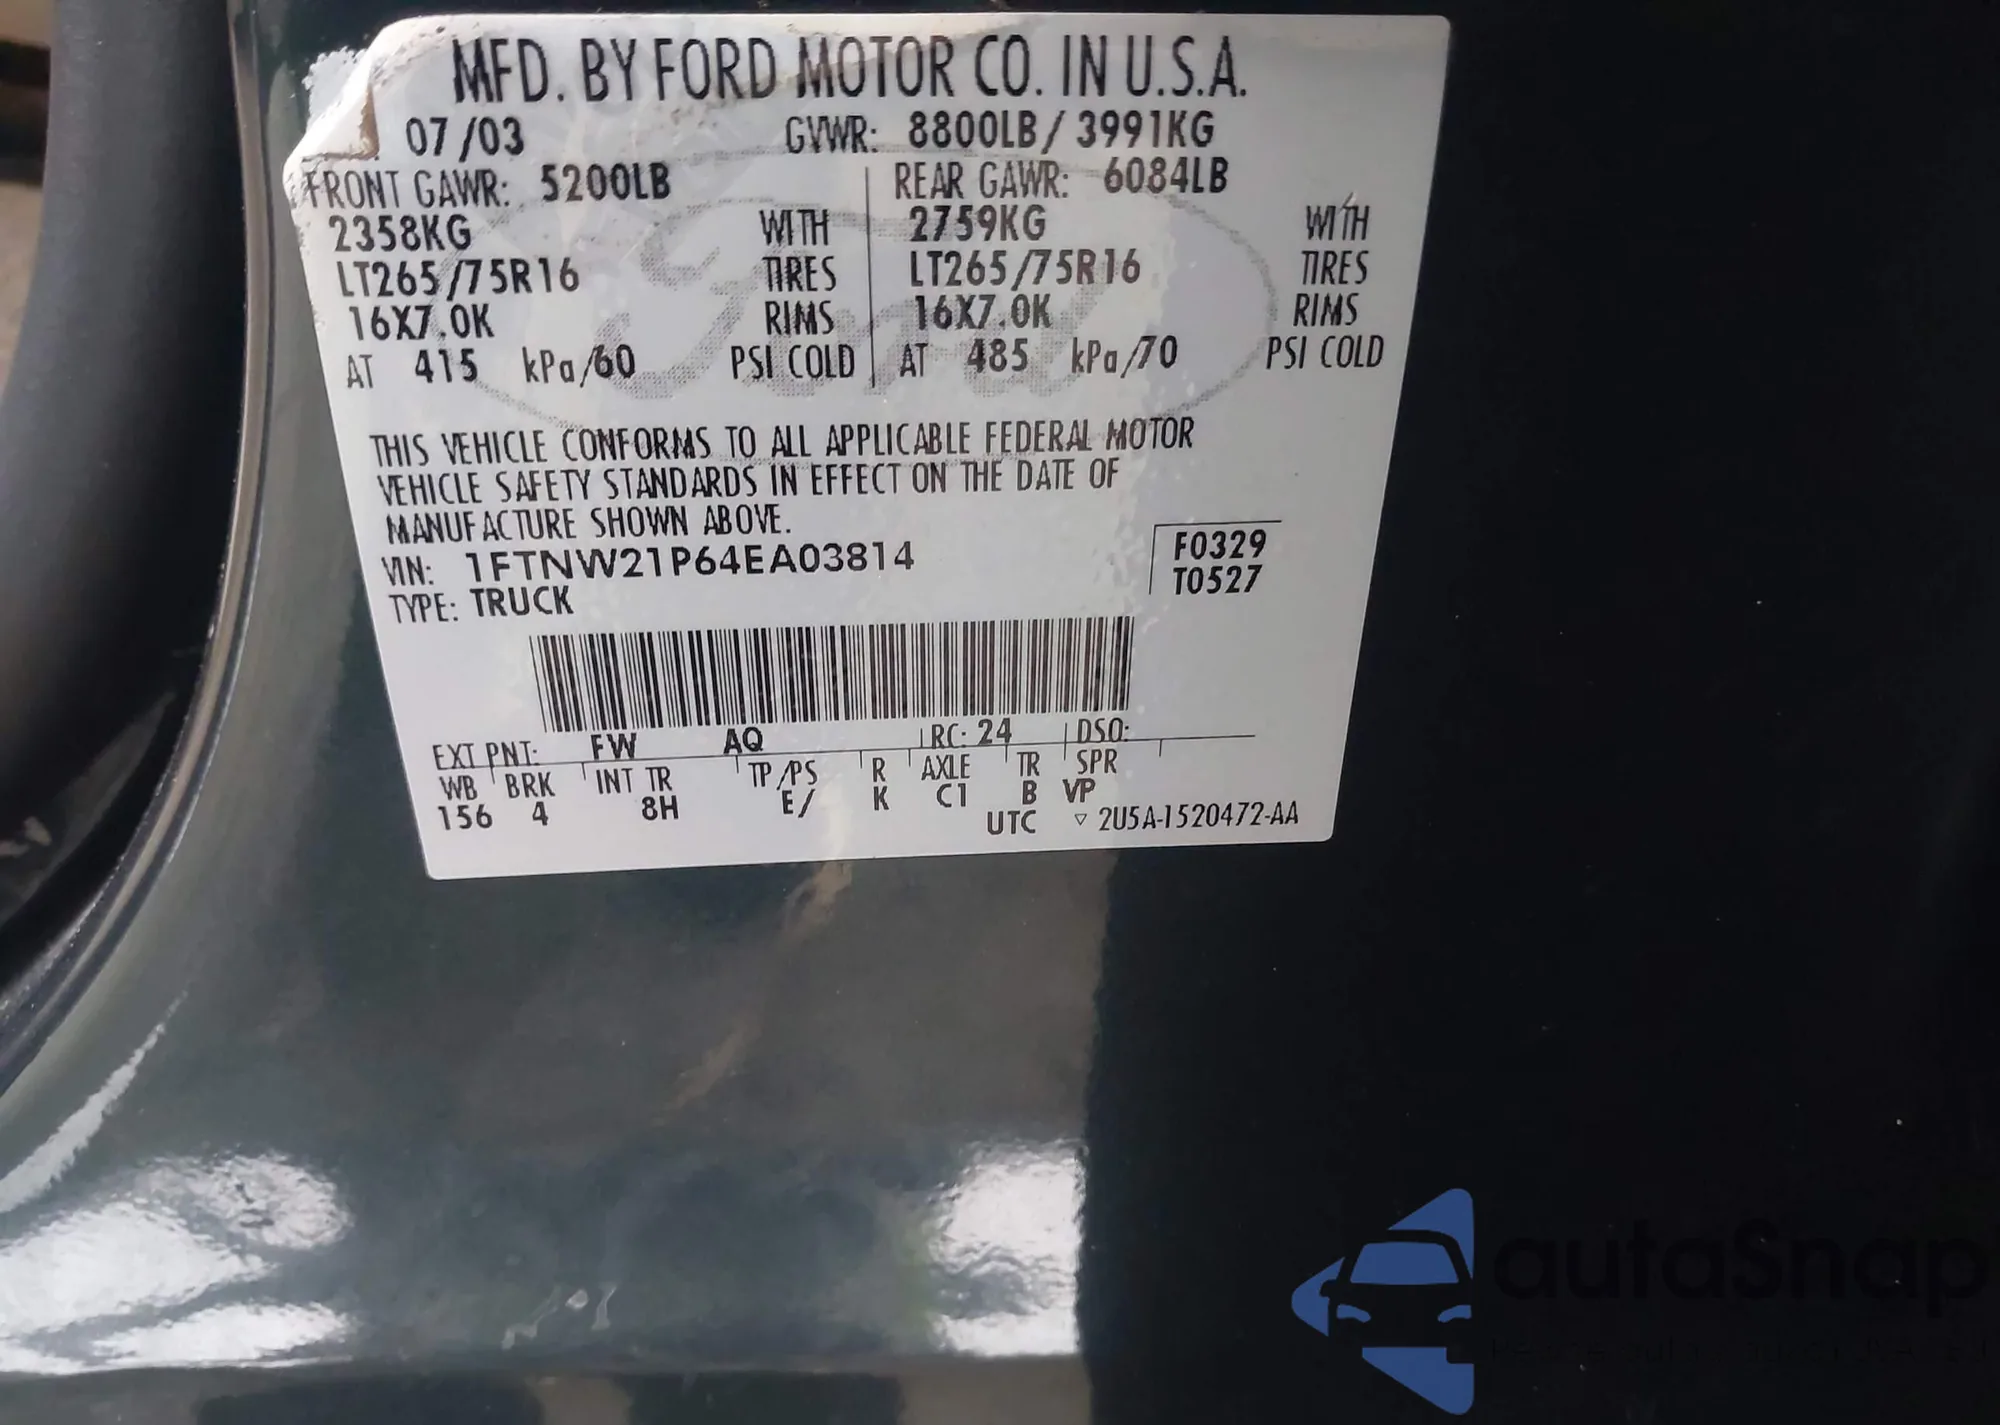 MFD. BY FORD MOTOR CO. IN U.S.A.
07/03 GVWR: 8800LB / 3991KG
FRONT GAWR: 5200LB REAR GAWR: 6084LB
2358KG WITH 2759KG WITH
LT265/75R16 TIRES LT265/75R16 TIRES
16X7.0K RIMS 16X7.0K RIMS
AT 415 kPa/60 PSI COLD AT 485 kPa/70 PSI COLD
THIS VEHICLE CONFORMS TO ALL APPLICABLE FEDERAL MOTOR
VEHICLE SAFETY STANDARDS IN EFFECT ON THE DATE OF
MANUFACTURE SHOWN ABOVE.
VIN: 1FTNW21P64EA03814
TYPE: TRUCK
F0329
T0527
EXT PNT: FW AQ RC: 24 DSO:
WB BRK INT TR TP/PS R AXLE TR SPR
156 4 8H E/ K C1 B VP
UTC ▽ 2U5A-1520472-AA
autoSnap